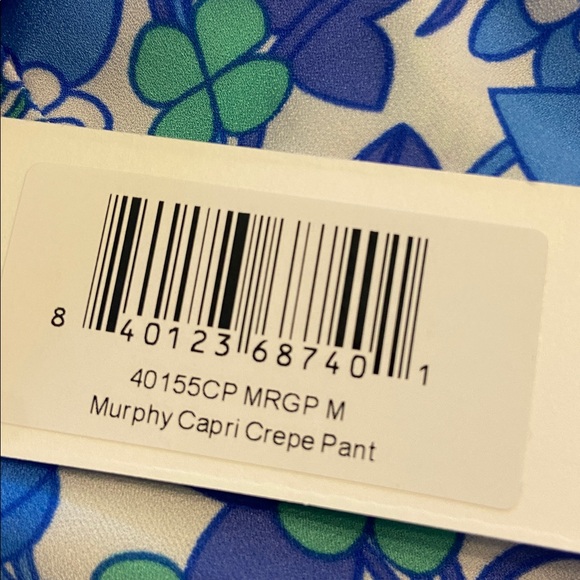 8 40123 68740 1
40155CP MRGP M
Murphy Capri Crepe Pant